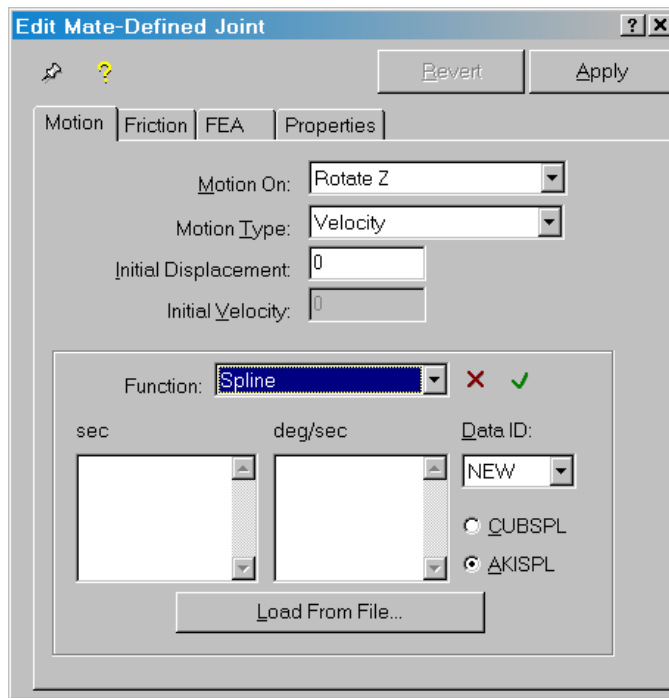 Edit Mate-Defined Joint ? ×
? Revert Apply
Motion Friction FEA Properties
Motion On: Rotate Z
Motion Type: Velocity
Initial Displacement: 0
Initial Velocity: 0
Function: Spline
sec deg/sec Data ID:
NEW
CUBSPL
AKISPL
Load From File...